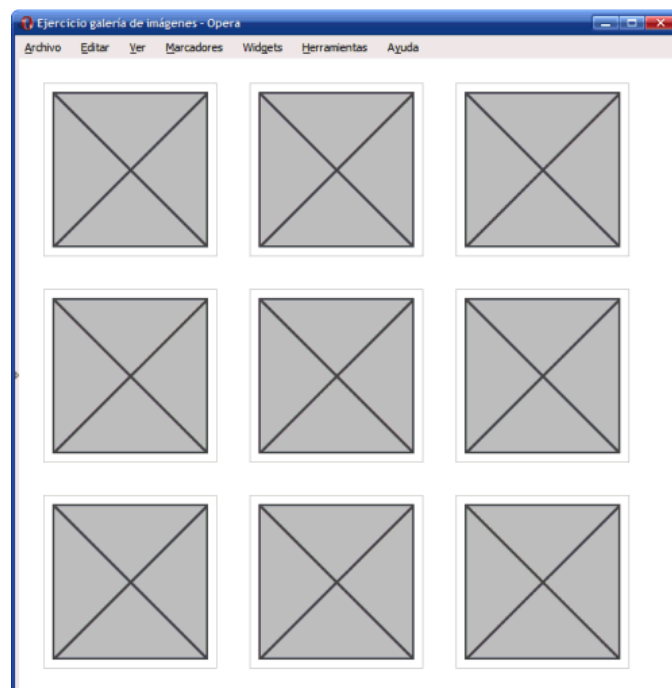 Ejercicio galería de imágenes - Opera
Archivo Editar Ver Marcadores Widgets Herramientas Ayuda